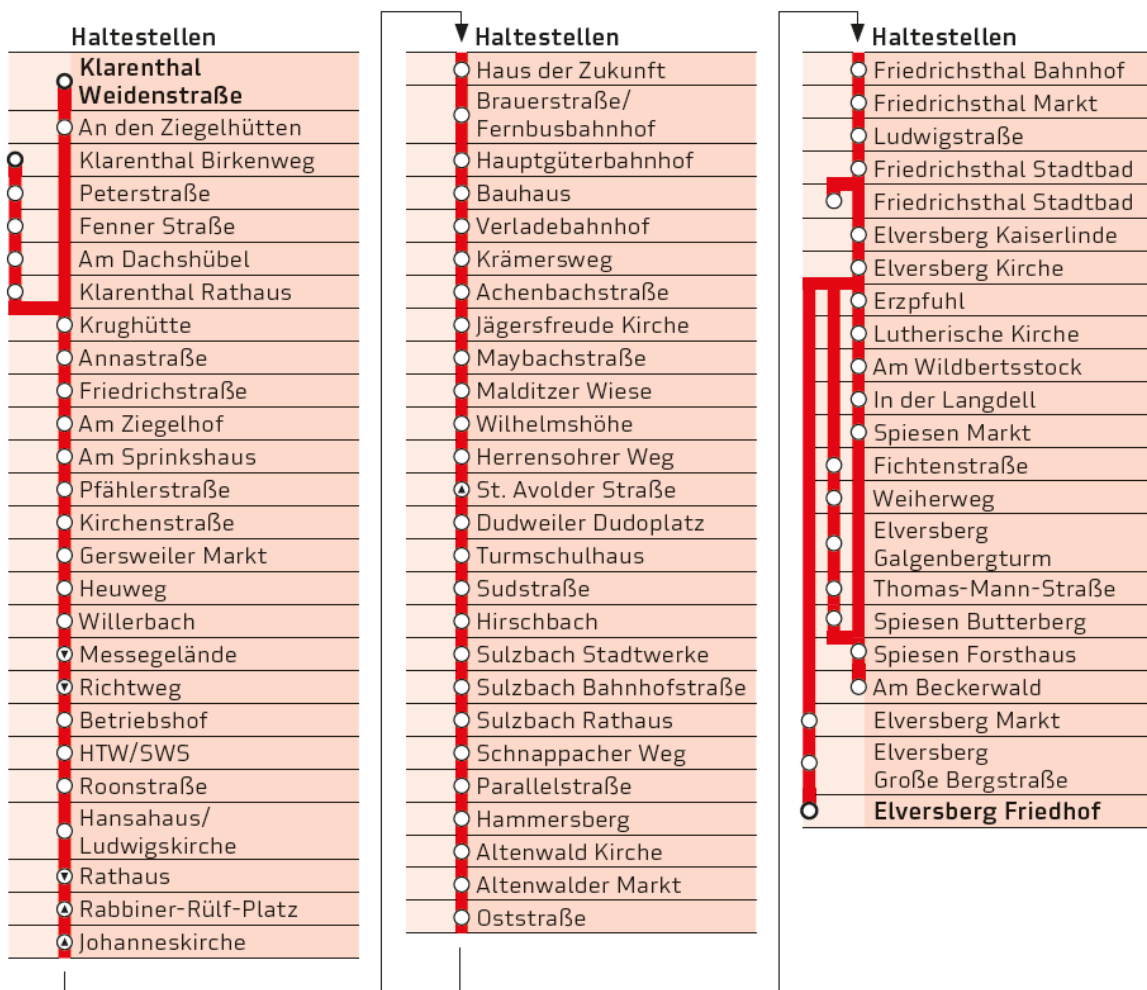 Haltestellen
Klarenthal
Weidenstraße
An den Ziegelhütten
Klarenthal Birkenweg
Peterstraße
Fenner Straße
Am Dachshübel
Klarenthal Rathaus
Krughütte
Annastraße
Friedrichstraße
Am Ziegelhof
Am Sprinkshaus
Pfählerstraße
Kirchenstraße
Gersweiler Markt
Heuweg
Willerbach
Messegelände
Richtweg
Betriebshof
HTW/SWS
Roonstraße
Hansahaus/
Ludwigskirche
Rathaus
Rabbiner-Rülf-Platz
Johanneskirche
Haltestellen
Haus der Zukunft
Brauerstraße/
Fernbusbahnhof
Hauptgüterbahnhof
Bauhaus
Verladebahnhof
Krämersweg
Achenbachstraße
Jägersfreude Kirche
Maybachstraße
Malditzer Wiese
Wilhelmshöhe
Herrensohrer Weg
St. Avolder Straße
Dudweiler Dudoplatz
Turmschulhaus
Sudstraße
Hirschbach
Sulzbach Stadtwerke
Sulzbach Bahnhofstraße
Sulzbach Rathaus
Schnappacher Weg
Parallelstraße
Hammersberg
Altenwald Kirche
Altenwalder Markt
Oststraße
Haltestellen
Friedrichsthal Bahnhof
Friedrichsthal Markt
Ludwigstraße
Friedrichsthal Stadtbad
Friedrichsthal Stadtbad
Elversberg Kaiserlinde
Elversberg Kirche
Erzpfuhl
Lutherische Kirche
Am Wildbertsstock
In der Langdell
Spiesen Markt
Fichtenstraße
Weiherweg
Elversberg
Galgenbergturm
Thomas-Mann-Straße
Spiesen Butterberg
Spiesen Forsthaus
Am Beckerwald
Elversberg Markt
Elversberg
Große Bergstraße
Elversberg Friedhof